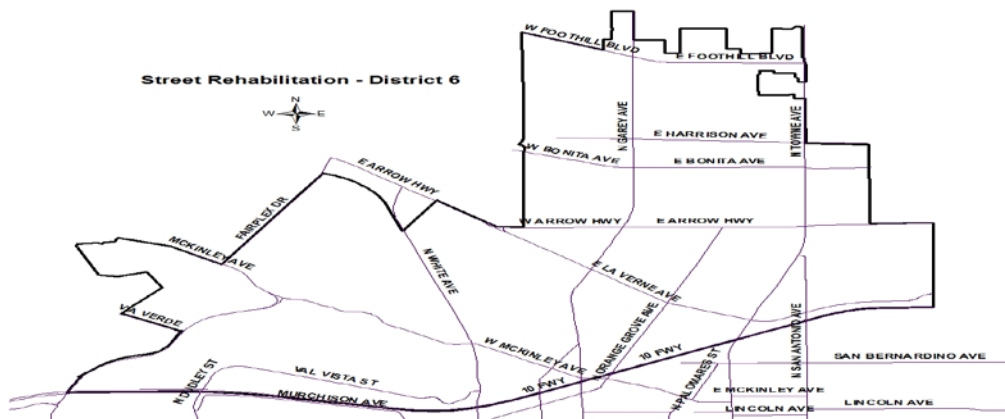 W FOOTHILL BLVD
E FOOTHILL BLVD
Street Rehabilitation - District 6
N
W E
S
N GAREY AVE
N TOWNE AVE
E HARRISON AVE
W BONITA AVE
E BONITA AVE
E ARROW HWY
FAIRPLEX DR
W ARROW HWY
E ARROW HWY
MCKINLEY AVE
N WHITE AVE
E LA VERNE AVE
VIA VERDE
N ORANGE GROVE AVE
N SAN ANTONIO AVE
W MCKINLEY AVE
10 FWY
SAN BERNARDINO AVE
N DUDLEY ST
VAL VISTA ST
10 FWY
N PALOMARES ST
MURCHISON AVE
E MCKINLEY AVE
LINCOLN AVE
LINCOLN AVE